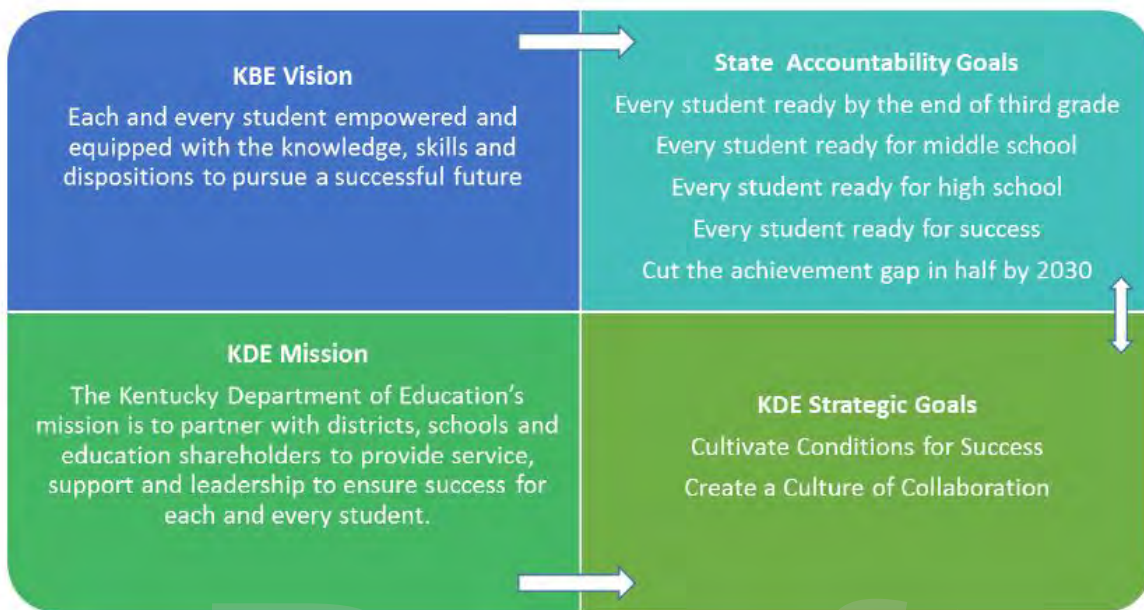 KBE Vision
Each and every student empowered and
equipped with the knowledge, skills and
dispositions to pursue a successful future
State  Accountability Goals
Every student ready by the end of third grade
Every student ready for middle school
Every student ready for high school
Every student ready for success
Cut the achievement gap in half by 2030
KDE Mission
The Kentucky Department of Education’s
mission is to partner with districts, schools and
education shareholders to provide service,
support and leadership to ensure success for
each and every student.
KDE Strategic Goals
Cultivate Conditions for Success
Create a Culture of Collaboration